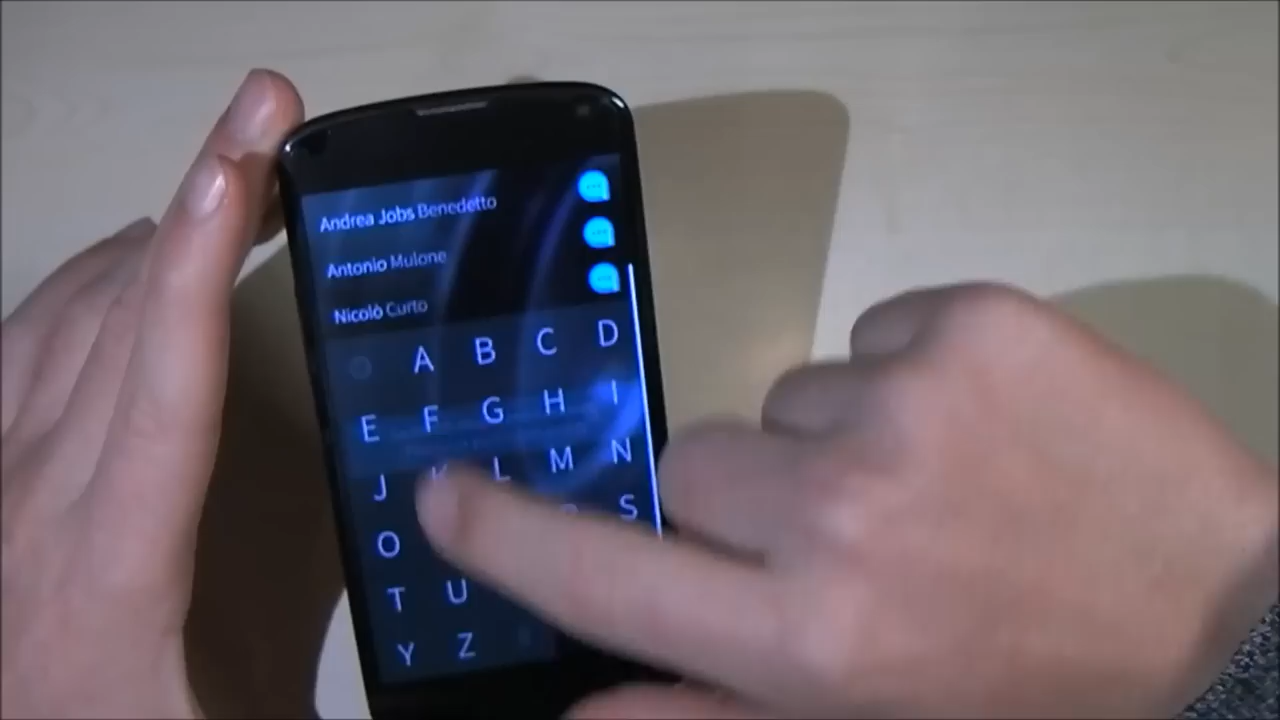 Andrea Jobs Benedetto
Antonio Mulone
Nicolò Curto
A B C D
E F G H I
J K L M N
O S
T U
Y Z